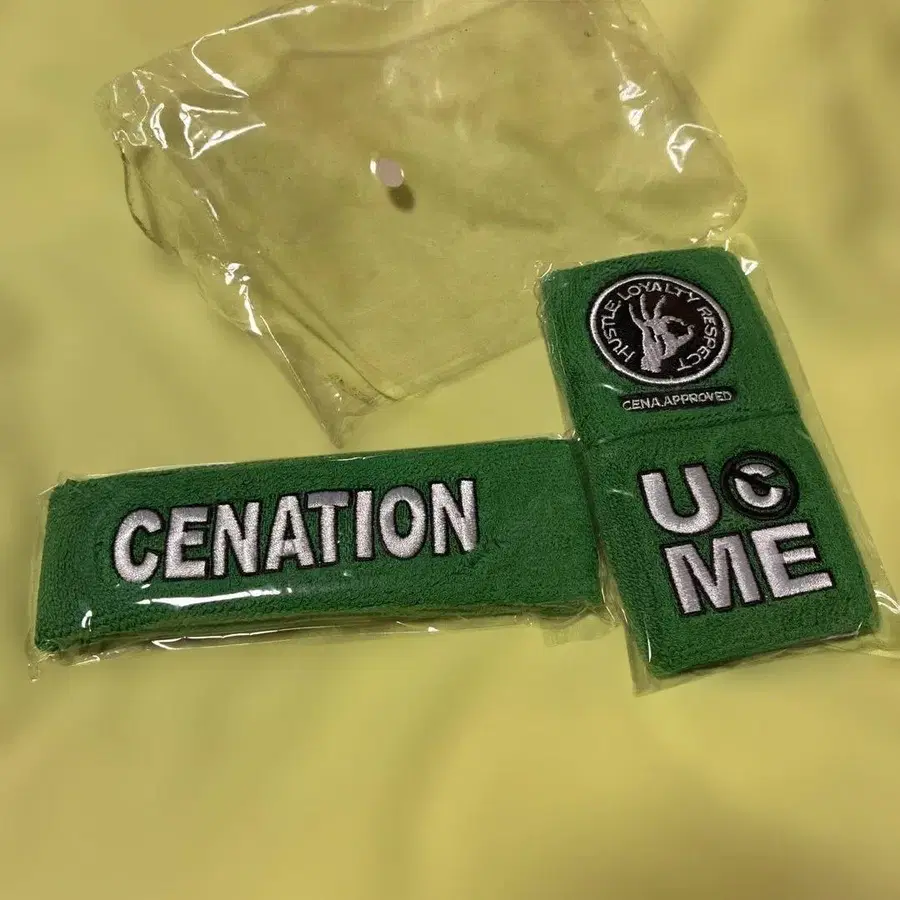 CENATION
HUSTLE LOYALTY RESPECT
CENA APPROVED
U C
ME